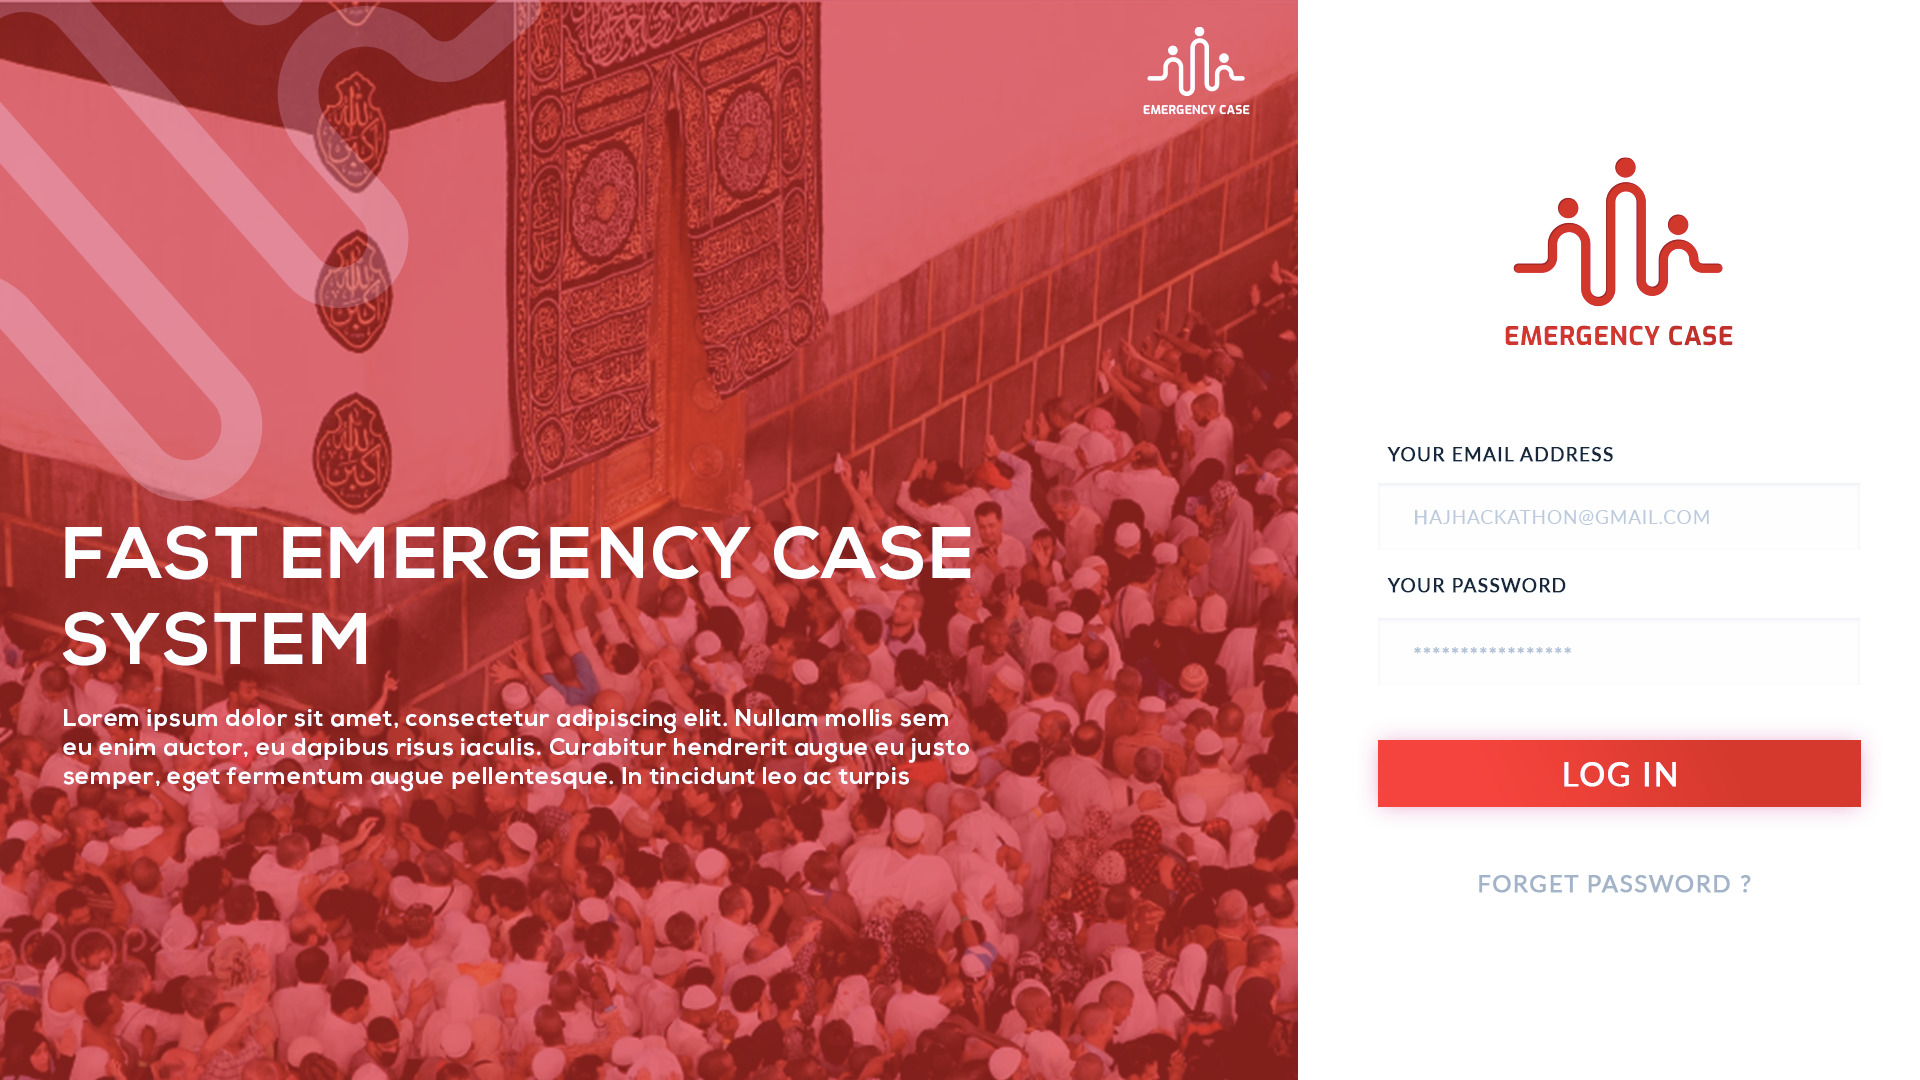 EMERGENCY CASE
FAST EMERGENCY CASE
SYSTEM
Lorem ipsum dolor sit amet, consectetur adipiscing elit. Nullam mollis sem
eu enim auctor, eu dapibus risus iaculis. Curabitur hendrerit augue eu justo
semper, eget fermentum augue pellentesque. In tincidunt leo ac turpis
EMERGENCY CASE
YOUR EMAIL ADDRESS
HAJHACKATHON@GMAIL.COM
YOUR PASSWORD
*****************
LOG IN
FORGET PASSWORD ?